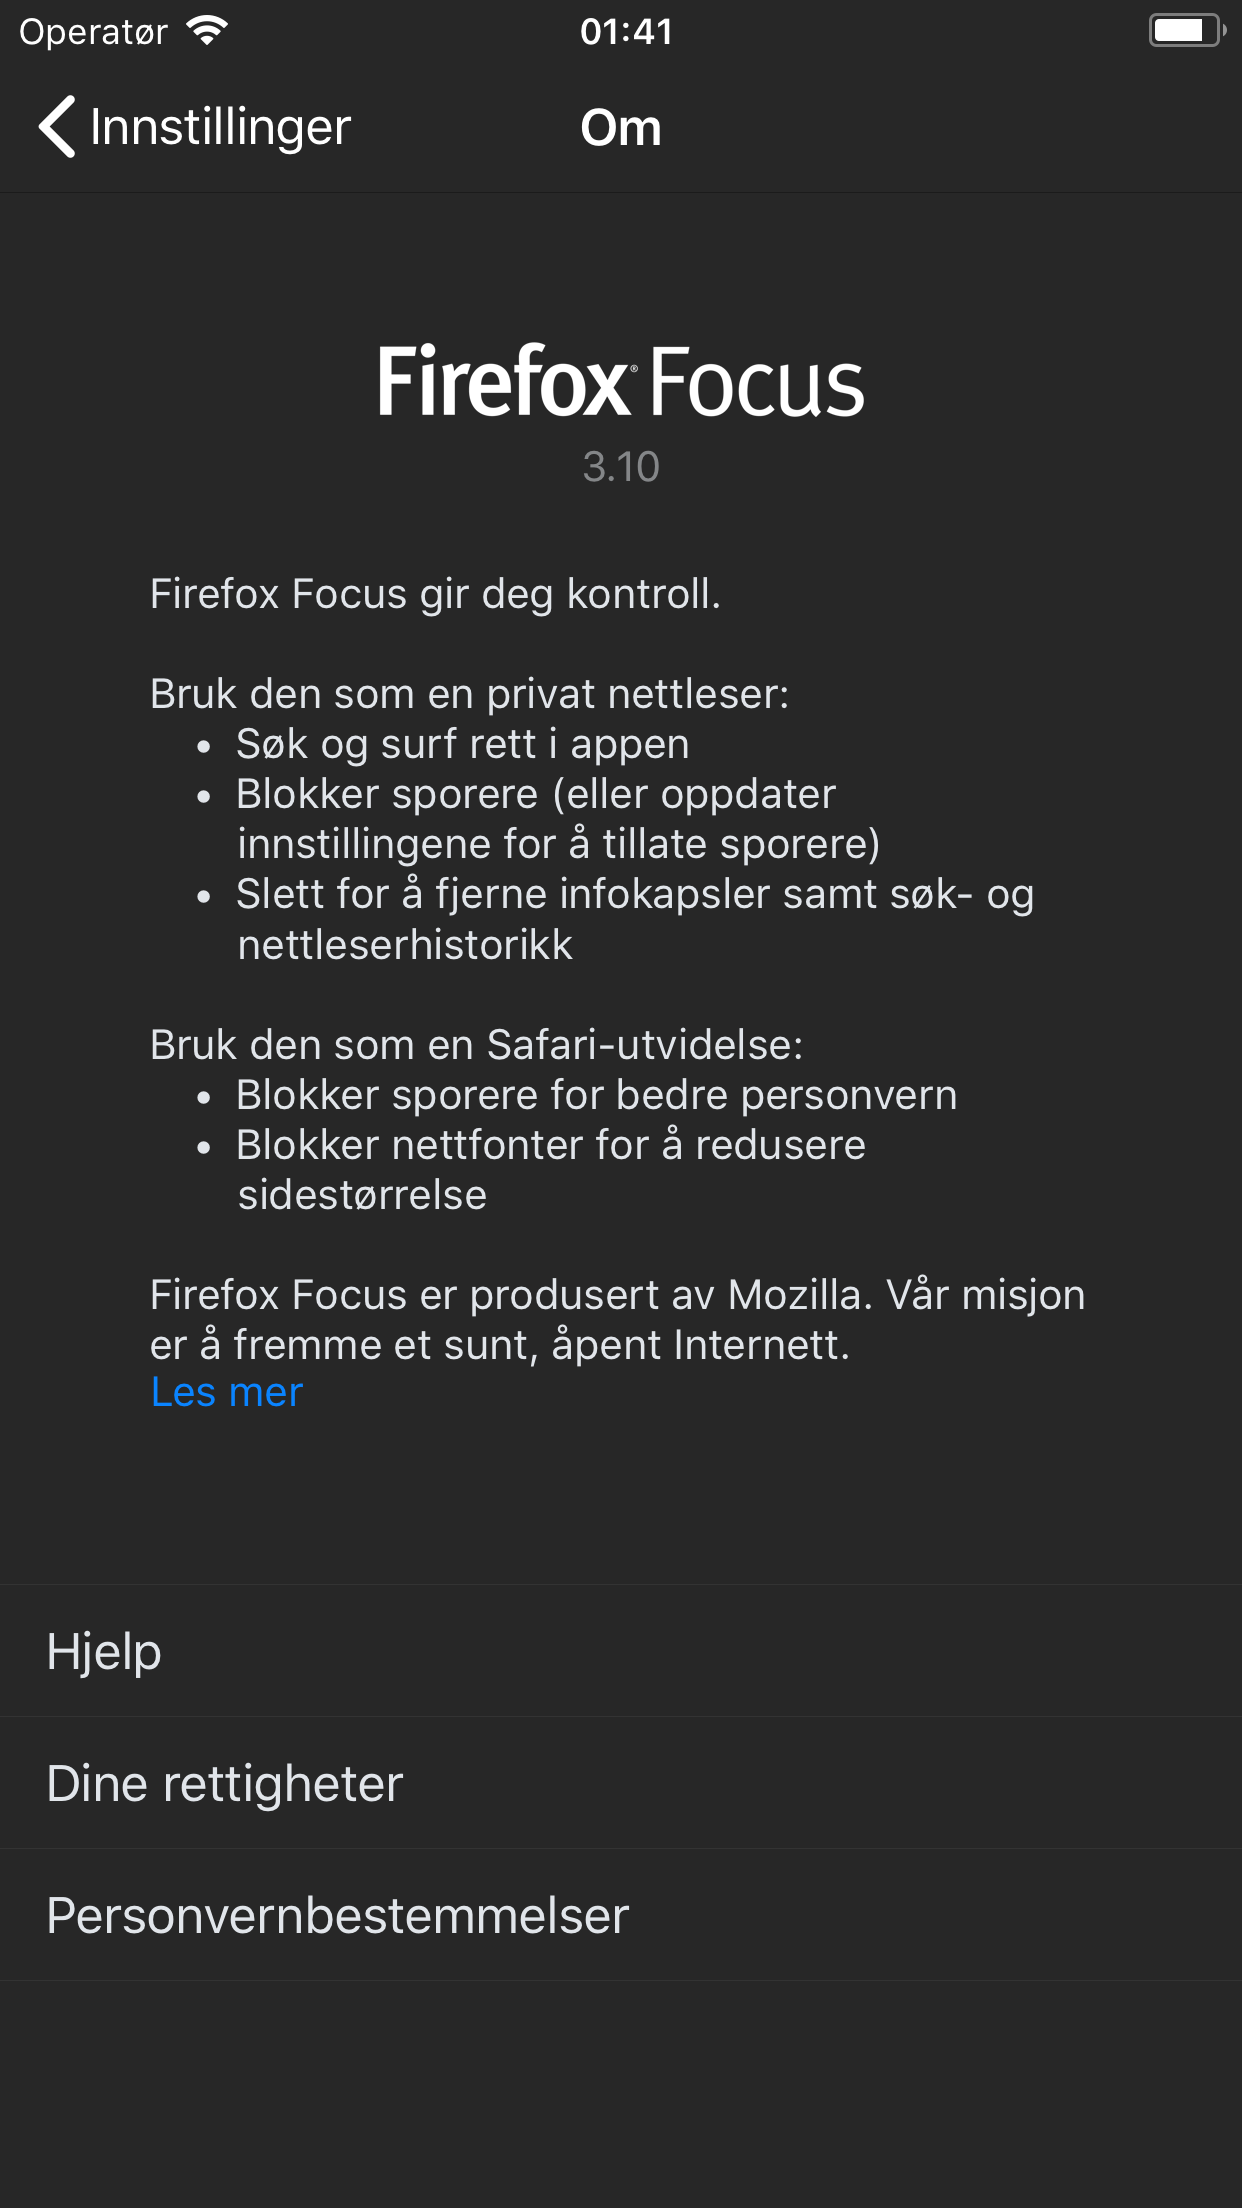 Operatør
01:41
Innstillinger
Om
Firefox® Focus
3.10
Firefox Focus gir deg kontroll.
Bruk den som en privat nettleser:
• Søk og surf rett i appen
• Blokker sporere (eller oppdater
innstillingene for å tillate sporere)
• Slett for å fjerne infokapsler samt søk- og
nettleserhistorikk
Bruk den som en Safari-utvidelse:
• Blokker sporere for bedre personvern
• Blokker nettfonter for å redusere
sidestørrelse
Firefox Focus er produsert av Mozilla. Vår misjon
er å fremme et sunt, åpent Internett.
Les mer
Hjelp
Dine rettigheter
Personvernbestemmelser